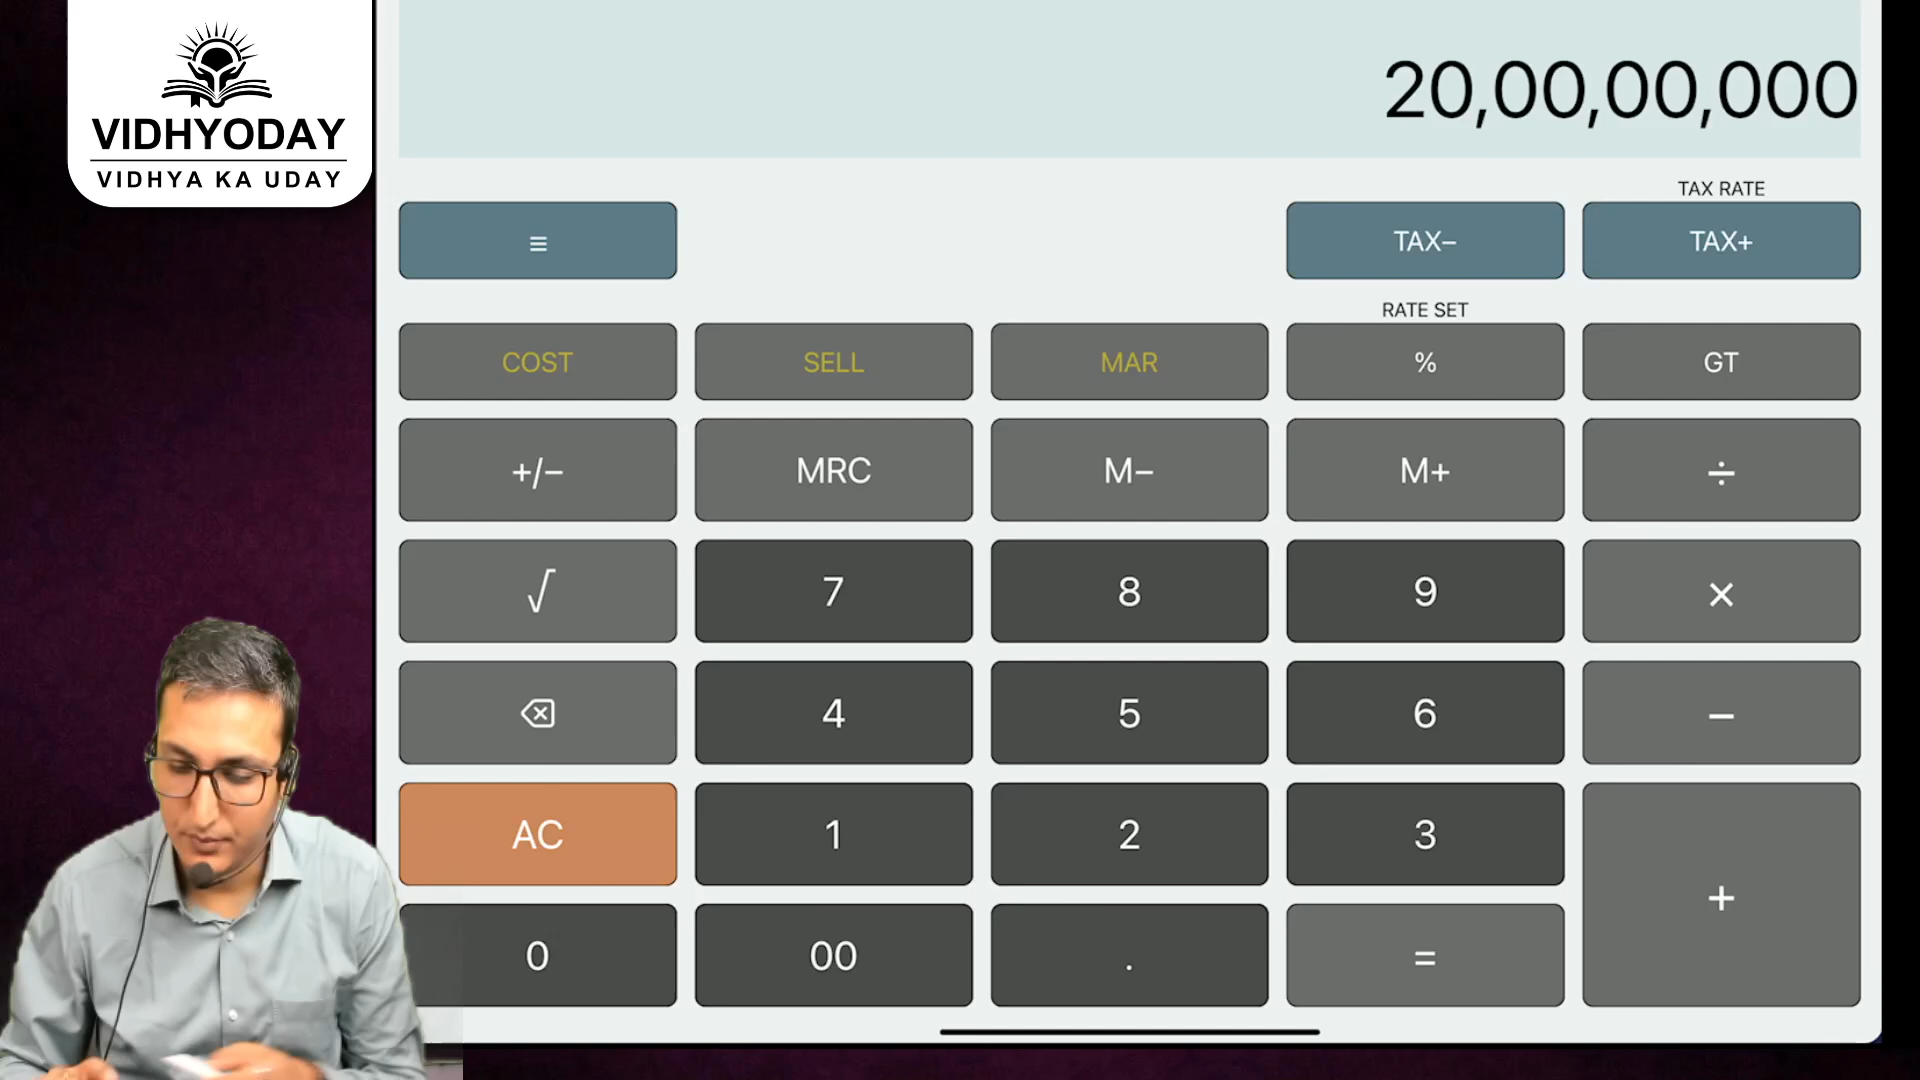 VIDHYODAY
VIDHYA KA UDAY
20,00,00,000
TAX RATE
≡ TAX− TAX+
RATE SET
COST SELL MAR % GT
+/− MRC M− M+ ÷
√ 7 8 9 ×
4 5 6 −
AC 1 2 3
+
0 00 . =